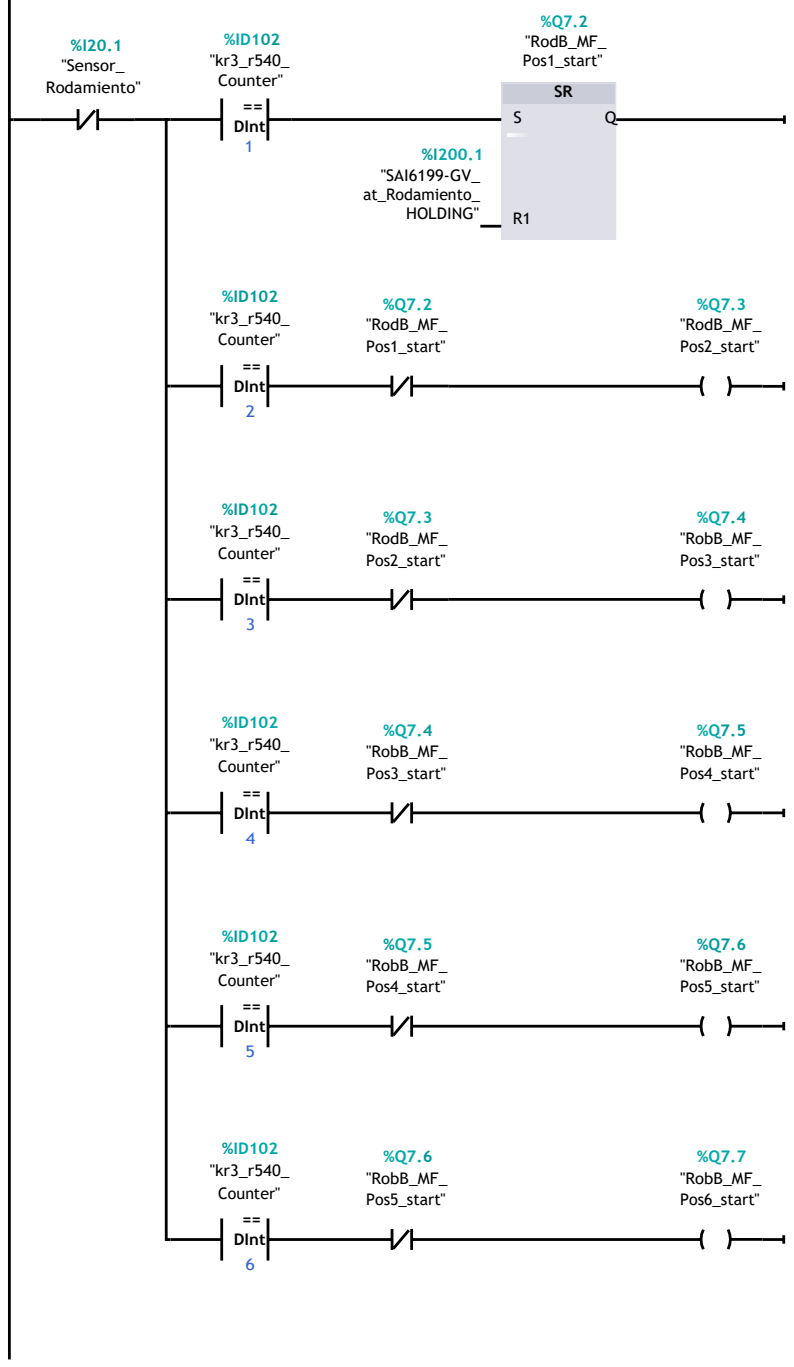 %I20.1
"Sensor_
Rodamiento"
%ID102
"kr3_r540_
Counter"
==
DInt
1
%Q7.2
"RodB_MF_
Pos1_start"
SR
S
Q
%I200.1
"SAI6199-GV_
at_Rodamiento_
HOLDING"
R1
%ID102
"kr3_r540_
Counter"
==
DInt
2
%Q7.2
"RodB_MF_
Pos1_start"
%Q7.3
"RodB_MF_
Pos2_start"
%ID102
"kr3_r540_
Counter"
==
DInt
3
%Q7.3
"RodB_MF_
Pos2_start"
%Q7.4
"RobB_MF_
Pos3_start"
%ID102
"kr3_r540_
Counter"
==
DInt
4
%Q7.4
"RobB_MF_
Pos3_start"
%Q7.5
"RobB_MF_
Pos4_start"
%ID102
"kr3_r540_
Counter"
==
DInt
5
%Q7.5
"RobB_MF_
Pos4_start"
%Q7.6
"RobB_MF_
Pos5_start"
%ID102
"kr3_r540_
Counter"
==
DInt
6
%Q7.6
"RobB_MF_
Pos5_start"
%Q7.7
"RobB_MF_
Pos6_start"